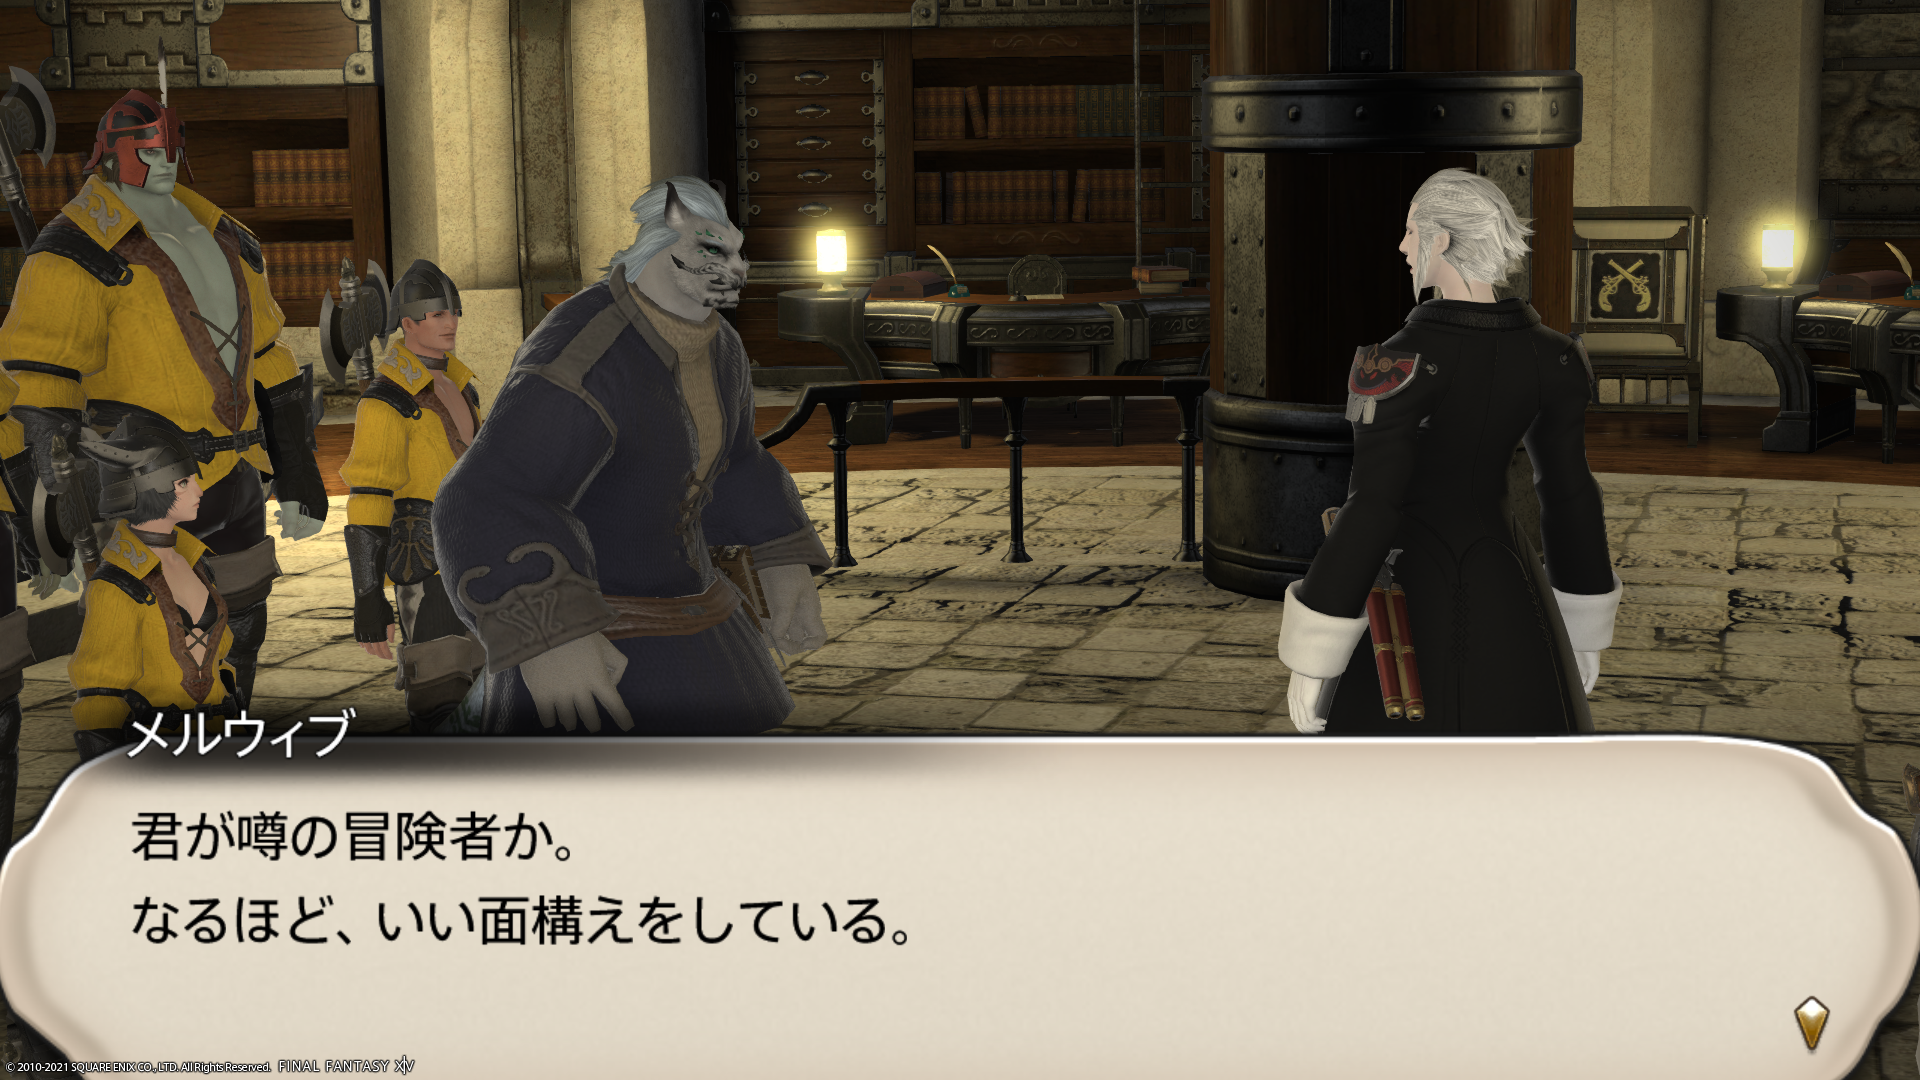 メルウィブ
君が噂の冒険者か。
なるほど、いい面構えをしている。
© 2010-2021 SQUARE ENIX CO., LTD. All Rights Reserved. FINAL FANTASY XIV